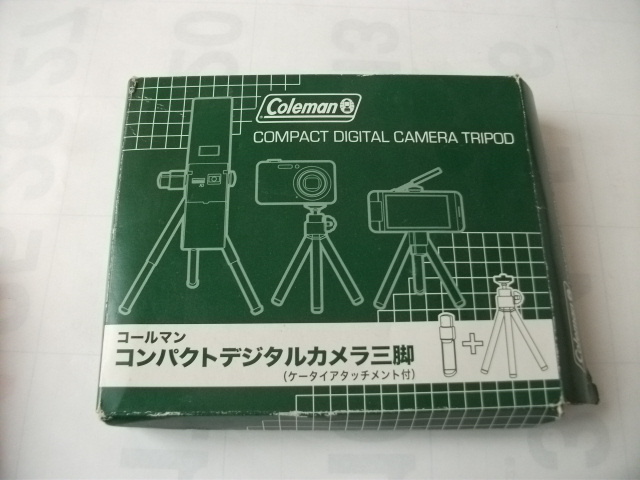 Coleman
COMPACT DIGITAL CAMERA TRIPOD
コールマン
コンパクトデジタルカメラ三脚
(ケータイアタッチメント付)
+
Coleman